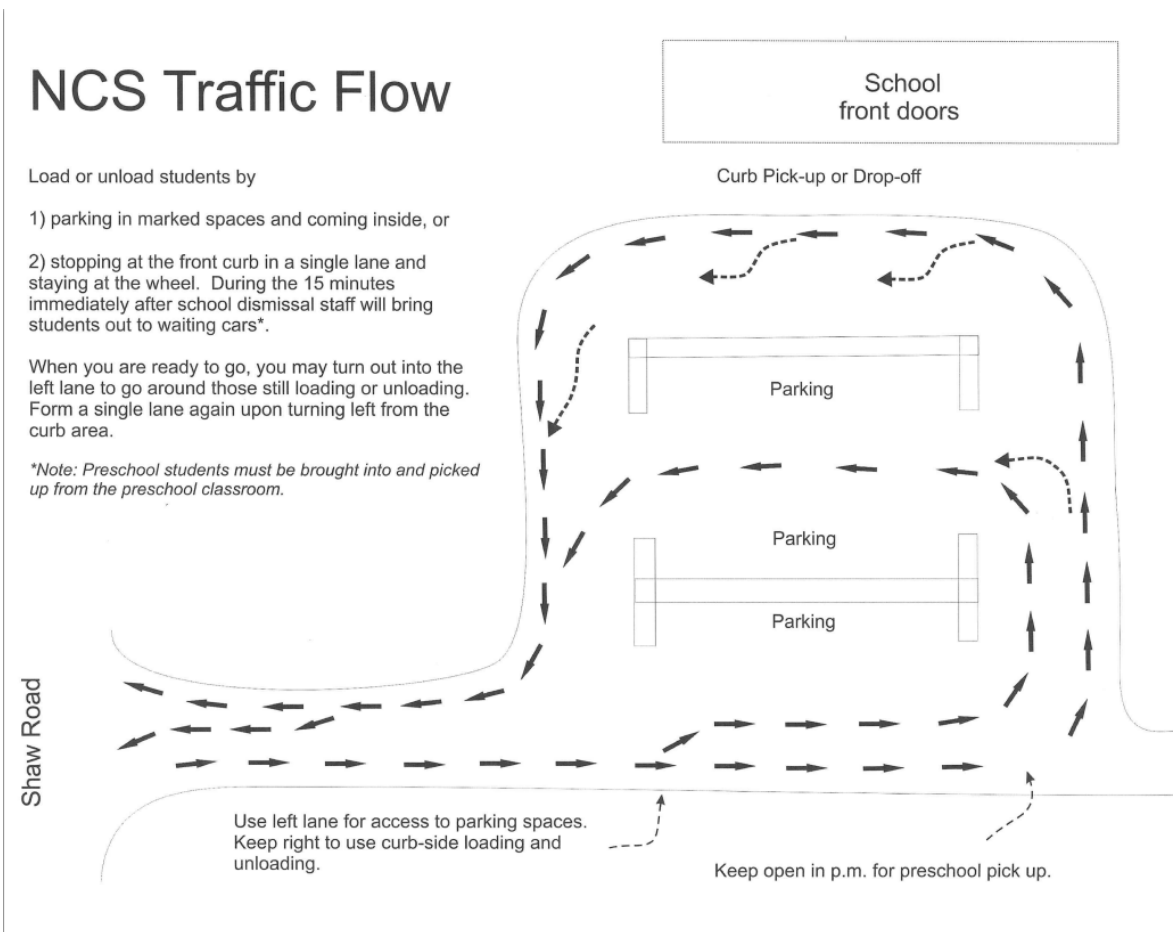 NCS Traffic Flow
School
front doors
Load or unload students by
Curb Pick-up or Drop-off
1) parking in marked spaces and coming inside, or
2) stopping at the front curb in a single lane and
staying at the wheel.  During the 15 minutes
immediately after school dismissal staff will bring
students out to waiting cars*.
When you are ready to go, you may turn out into the
left lane to go around those still loading or unloading.
Form a single lane again upon turning left from the
curb area.
*Note: Preschool students must be brought into and picked
up from the preschool classroom.
Parking
Parking
Parking
Shaw Road
Use left lane for access to parking spaces.
Keep right to use curb-side loading and
unloading.
Keep open in p.m. for preschool pick up.